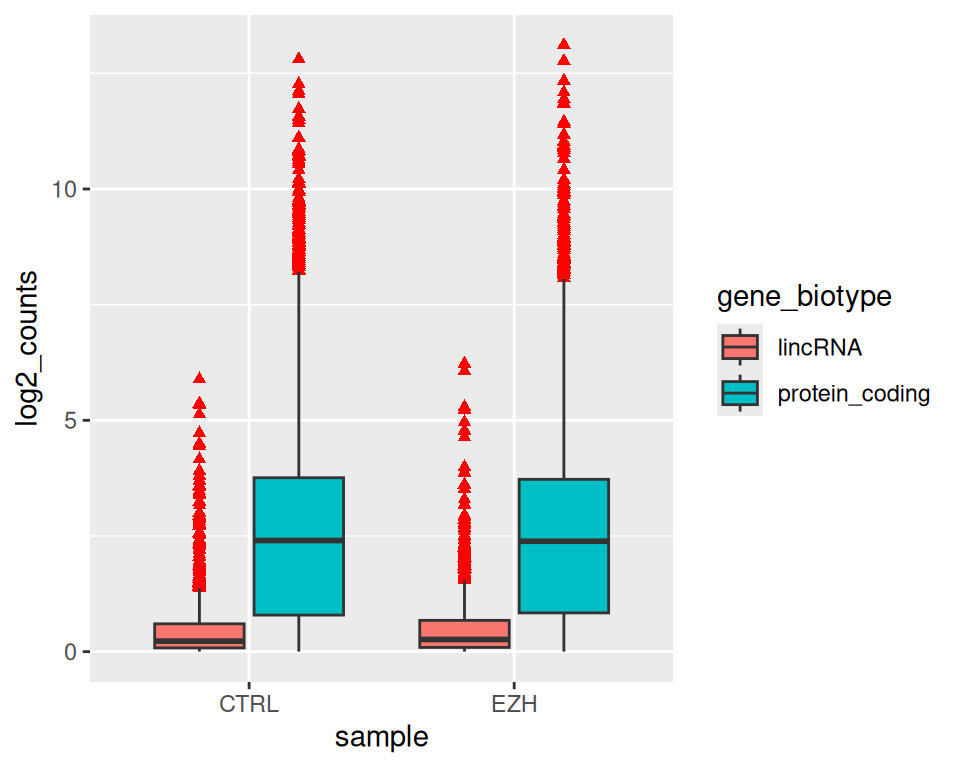 log2_counts
10
5
0
CTRL
EZH
sample
gene_biotype
lincRNA
protein_coding